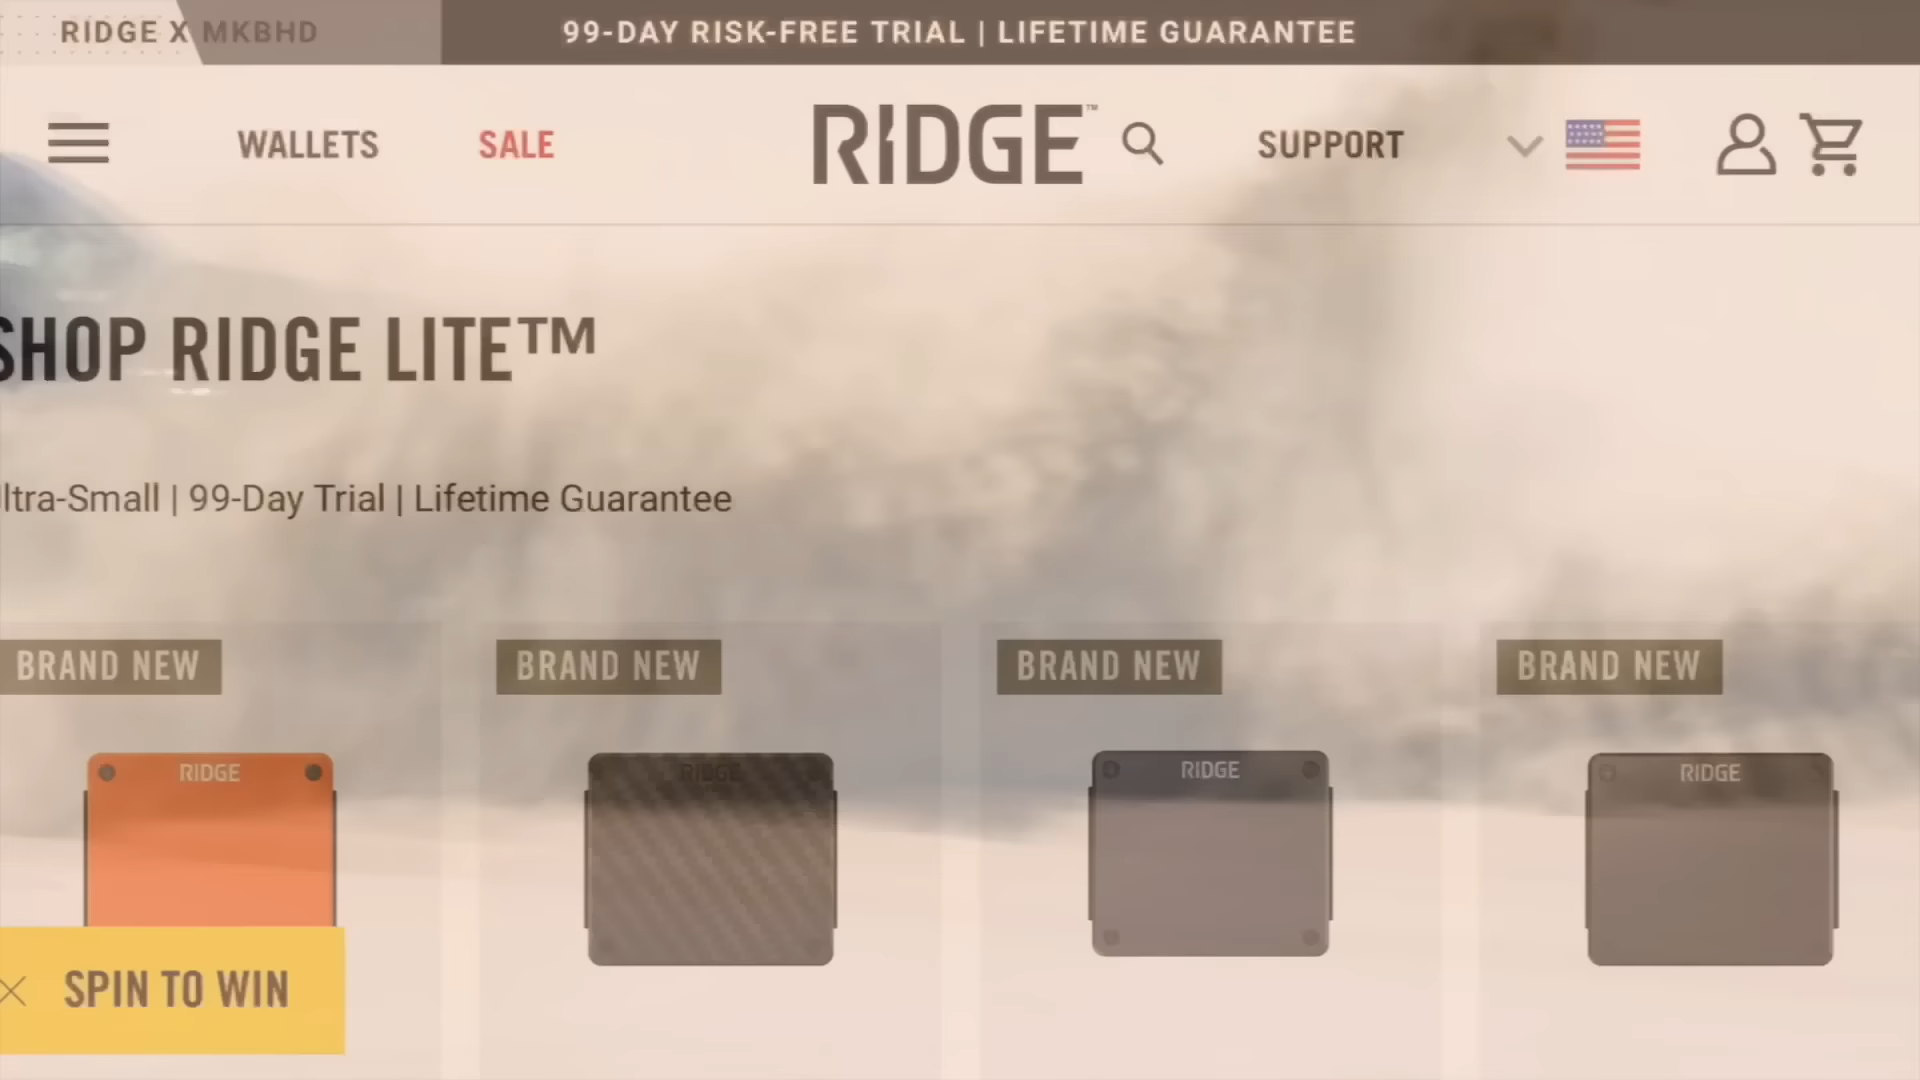 RIDGE X MKBHD
99-DAY RISK-FREE TRIAL | LIFETIME GUARANTEE
WALLETS
SALE
RIDGE™
SUPPORT
SHOP RIDGE LITE™
ltra-Small | 99-Day Trial | Lifetime Guarantee
BRAND NEW
BRAND NEW
BRAND NEW
BRAND NEW
RIDGE
RIDGE
RIDGE
RIDGE
SPIN TO WIN